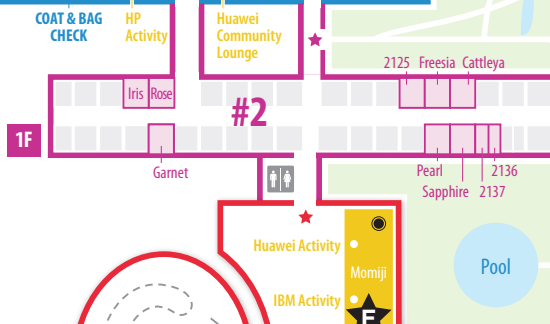 COAT & BAG
CHECK
HP
Activity
Huawei
Community
Lounge
2125 Freesia Cattleya
Iris Rose
#2
1F
Garnet
Pearl
2136
Sapphire 2137
Huawei Activity
Momiji
IBM Activity
F
Pool